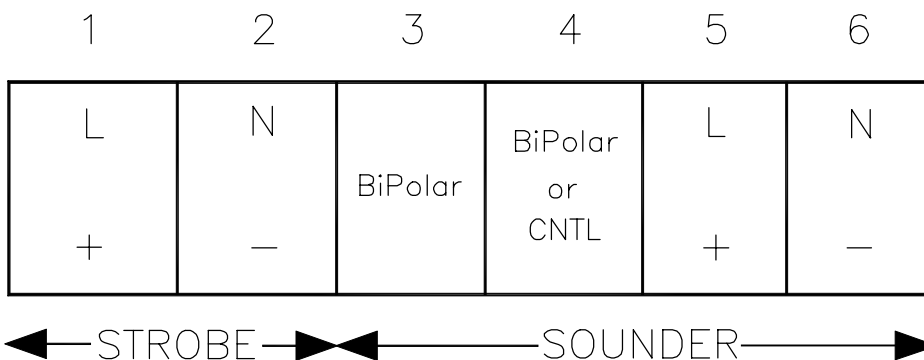 1 2 3 4 5 6
L N BiPolar BiPolar or CNTL L N
+ − + −
STROBE SOUNDER